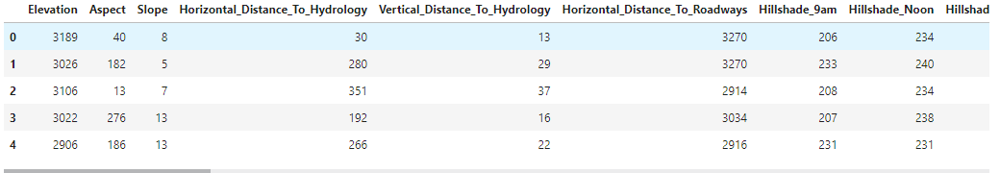 Elevation Aspect Slope Horizontal_Distance_To_Hydrology Vertical_Distance_To_Hydrology Horizontal_Distance_To_Roadways Hillshade_9am Hillshade_Noon Hillshad
0 3189 40 8 30 13 3270 206 234
1 3026 182 5 280 29 3270 233 240
2 3106 13 7 351 37 2914 208 234
3 3022 276 13 192 16 3034 207 238
4 2906 186 13 266 22 2916 231 231